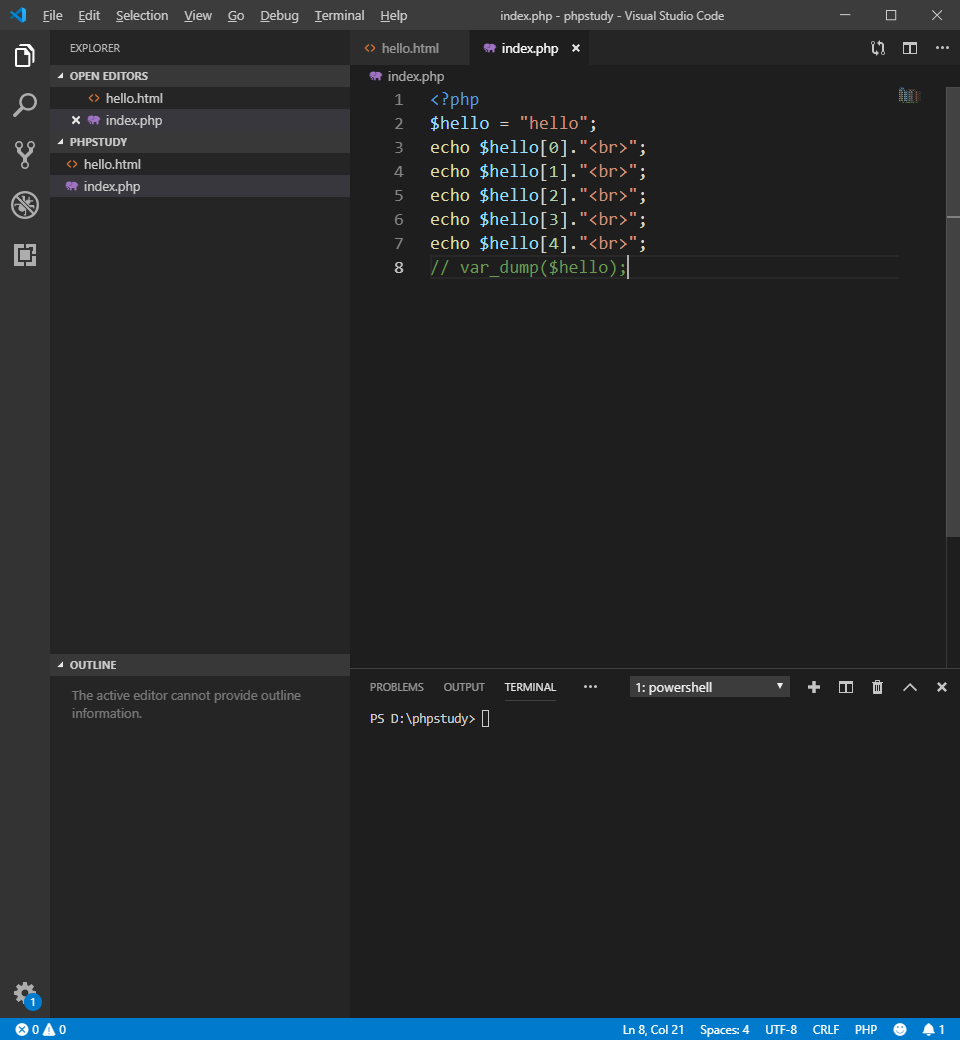 File Edit Selection View Go Debug Terminal Help index.php - phpstudy - Visual Studio Code
EXPLORER
OPEN EDITORS
hello.html
index.php
PHPSTUDY
hello.html
index.php
OUTLINE
The active editor cannot provide outline
information.
hello.html index.php
index.php
1 <?php
2 $hello = "hello";
3 echo $hello[0]."<br>";
4 echo $hello[1]."<br>";
5 echo $hello[2]."<br>";
6 echo $hello[3]."<br>";
7 echo $hello[4]."<br>";
8 // var_dump($hello);
PROBLEMS OUTPUT TERMINAL ••• 1: powershell
PS D:\phpstudy>
1
0 0 Ln 8, Col 21 Spaces: 4 UTF-8 CRLF PHP 1